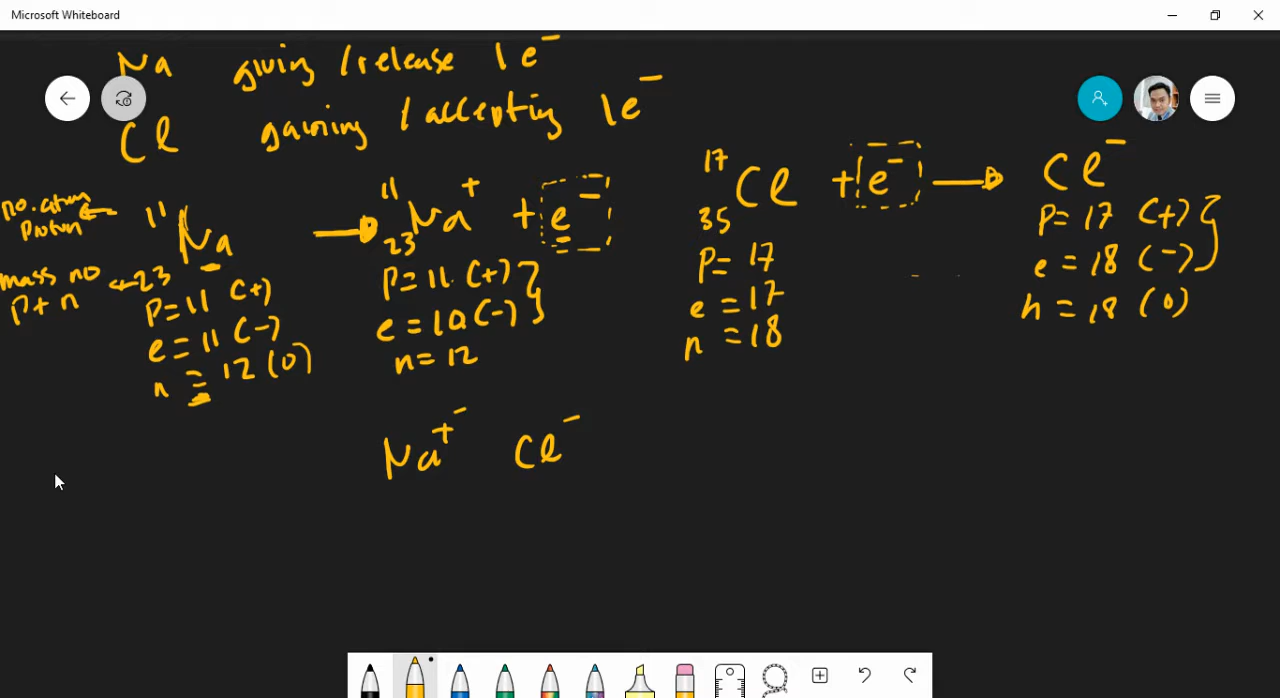 Microsoft Whiteboard
Na giving /release 1e⁻
Cl gaining /accepting 1e⁻
no. atomic
Proton
mass no
P + n
11
Na
23
P = 11 (+)
e = 11 (-)
n = 12 (0)
11
Na⁺ + e⁻
23
P = 11 (+)
e = 10 (-)
n = 12
17
Cl + e⁻
35
P = 17
e = 17
n = 18
Cl⁻
P = 17 (+)
e = 18 (-)
n = 18 (0)
Na⁺⁻ Cl⁻